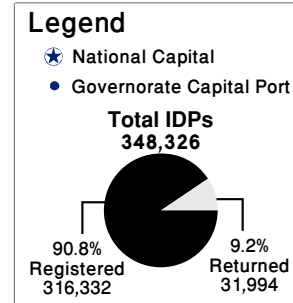 Legend
National Capital
Governorate Capital Port
Total IDPs
348,326
90.8%
Registered
316,332
9.2%
Returned
31,994